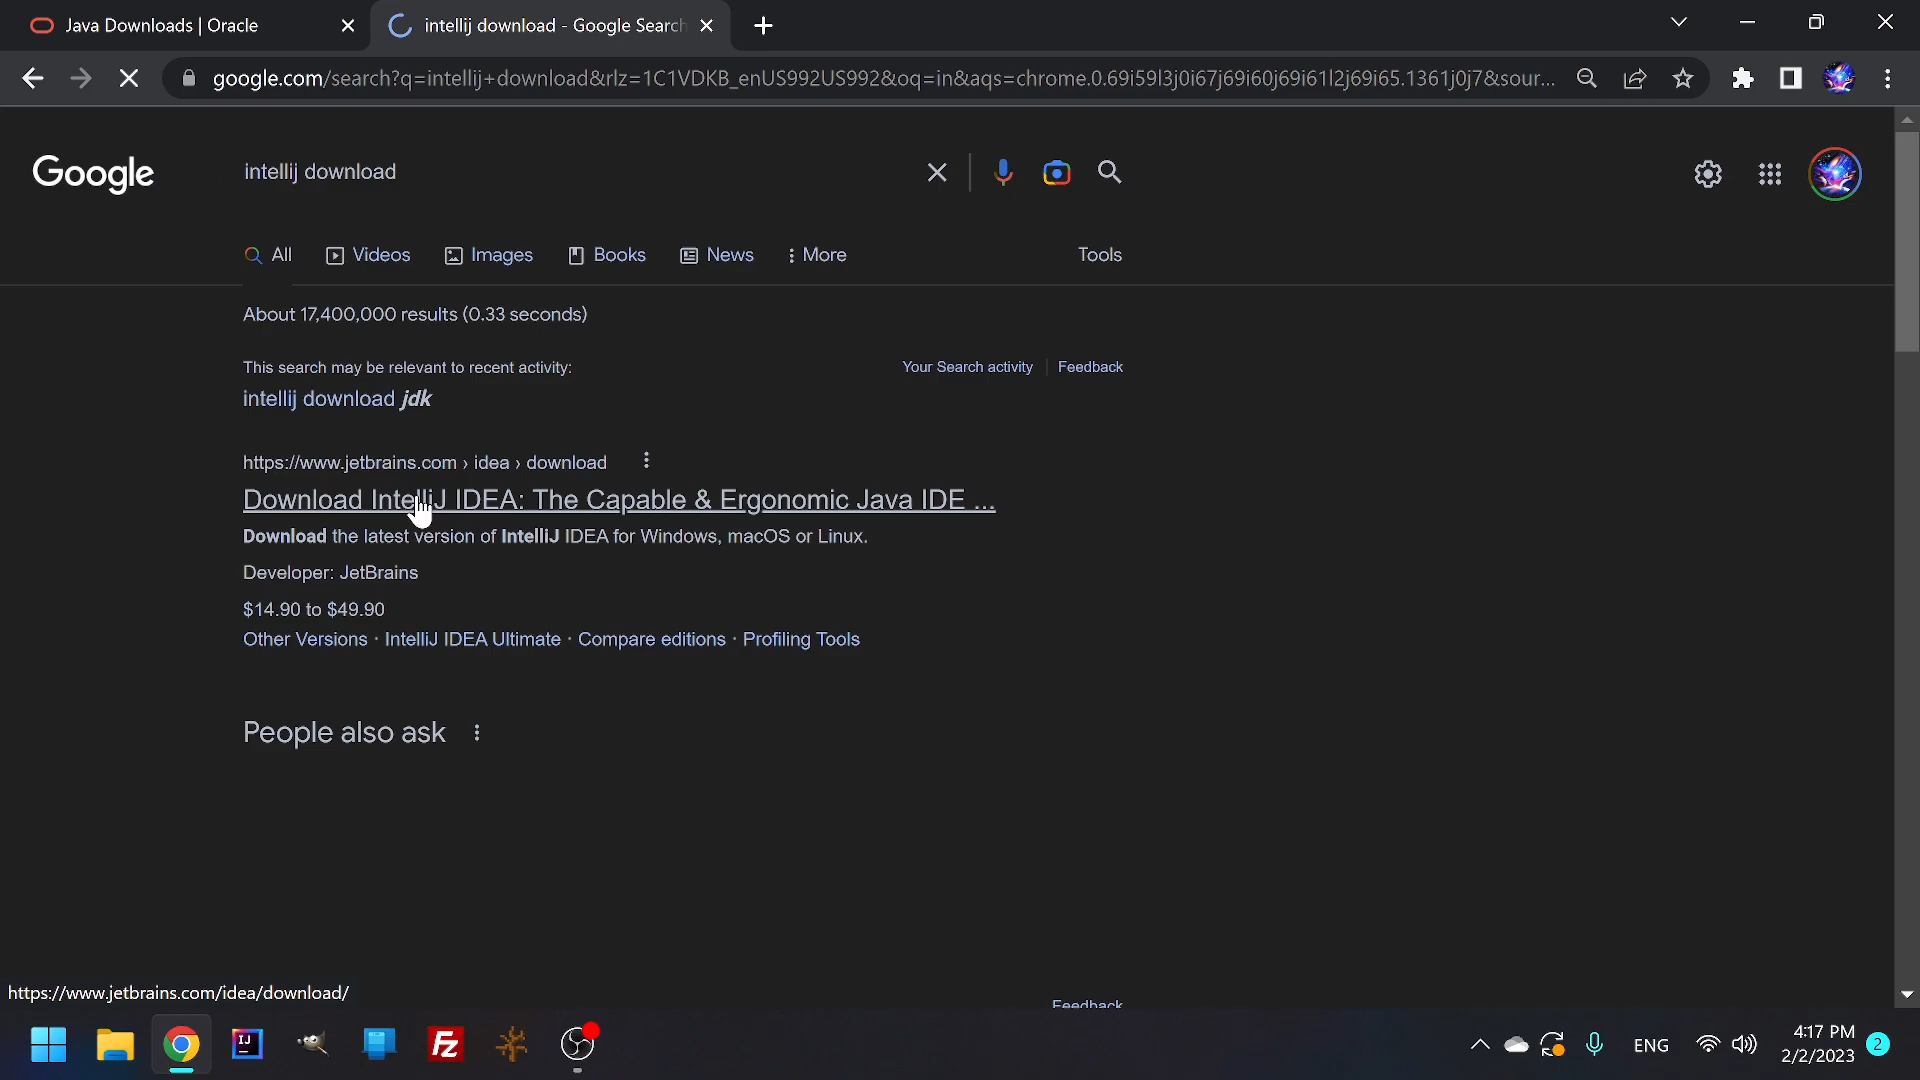 Java Downloads | Oracle
intellij download - Google Search
google.com/search?q=intellij+download&rlz=1C1VDKB_enUS992US992&oq=in&aqs=chrome.0.69i59l3j0i67j69i60j69i61l2j69i65.1361j0j7&sour...
Google
intellij download
All
Videos
Images
Books
News
More
Tools
About 17,400,000 results (0.33 seconds)
This search may be relevant to recent activity:
Your Search activity
Feedback
intellij download jdk
https://www.jetbrains.com › idea › download
Download IntelliJ IDEA: The Capable & Ergonomic Java IDE ...
Download the latest version of IntelliJ IDEA for Windows, macOS or Linux.
Developer: JetBrains
$14.90 to $49.90
Other Versions · IntelliJ IDEA Ultimate · Compare editions · Profiling Tools
People also ask
https://www.jetbrains.com/idea/download/
Feedback
IJ
Fz
ENG
4:17 PM
2/2/2023
2